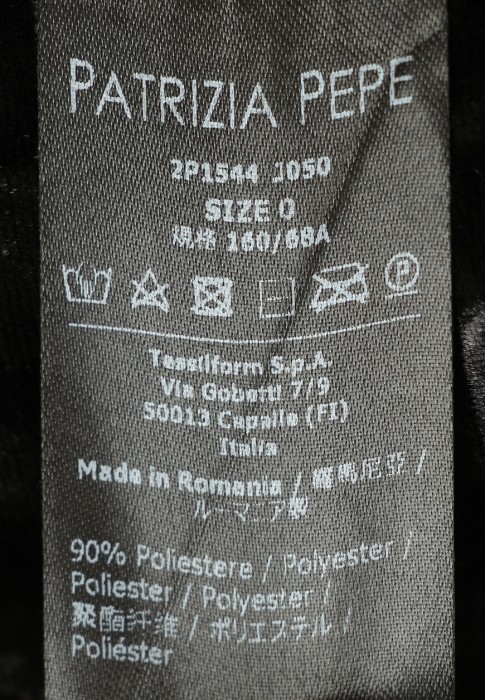 PATRIZIA PEPE
2P1544 J050
SIZE 0
规格 160/68A
P
Tessilform S.p.A.
Via Gobetti 7/9
50013 Capalle (FI)
Italia
Made in Romania / 羅馬尼亞 /
ルーマニア製
90% Poliestere / Polyester /
Poliester / Polyester /
聚酯纤维 / ポリエステル /
Poliéster